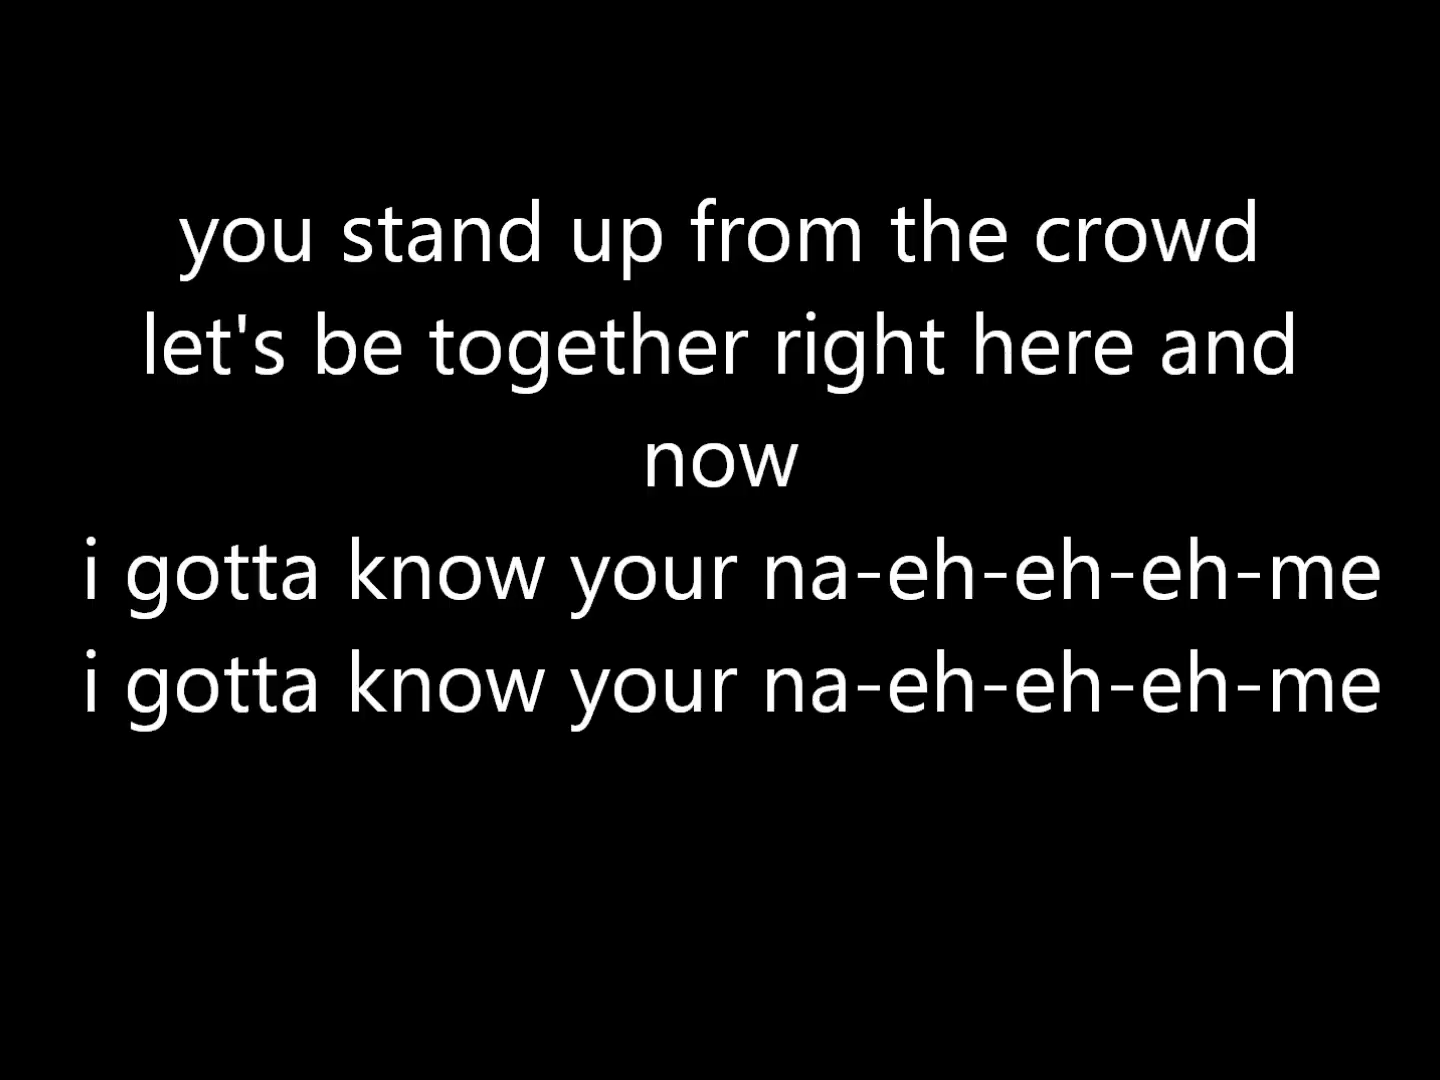 you stand up from the crowd
let's be together right here and
now
i gotta know your na-eh-eh-eh-me
i gotta know your na-eh-eh-eh-me